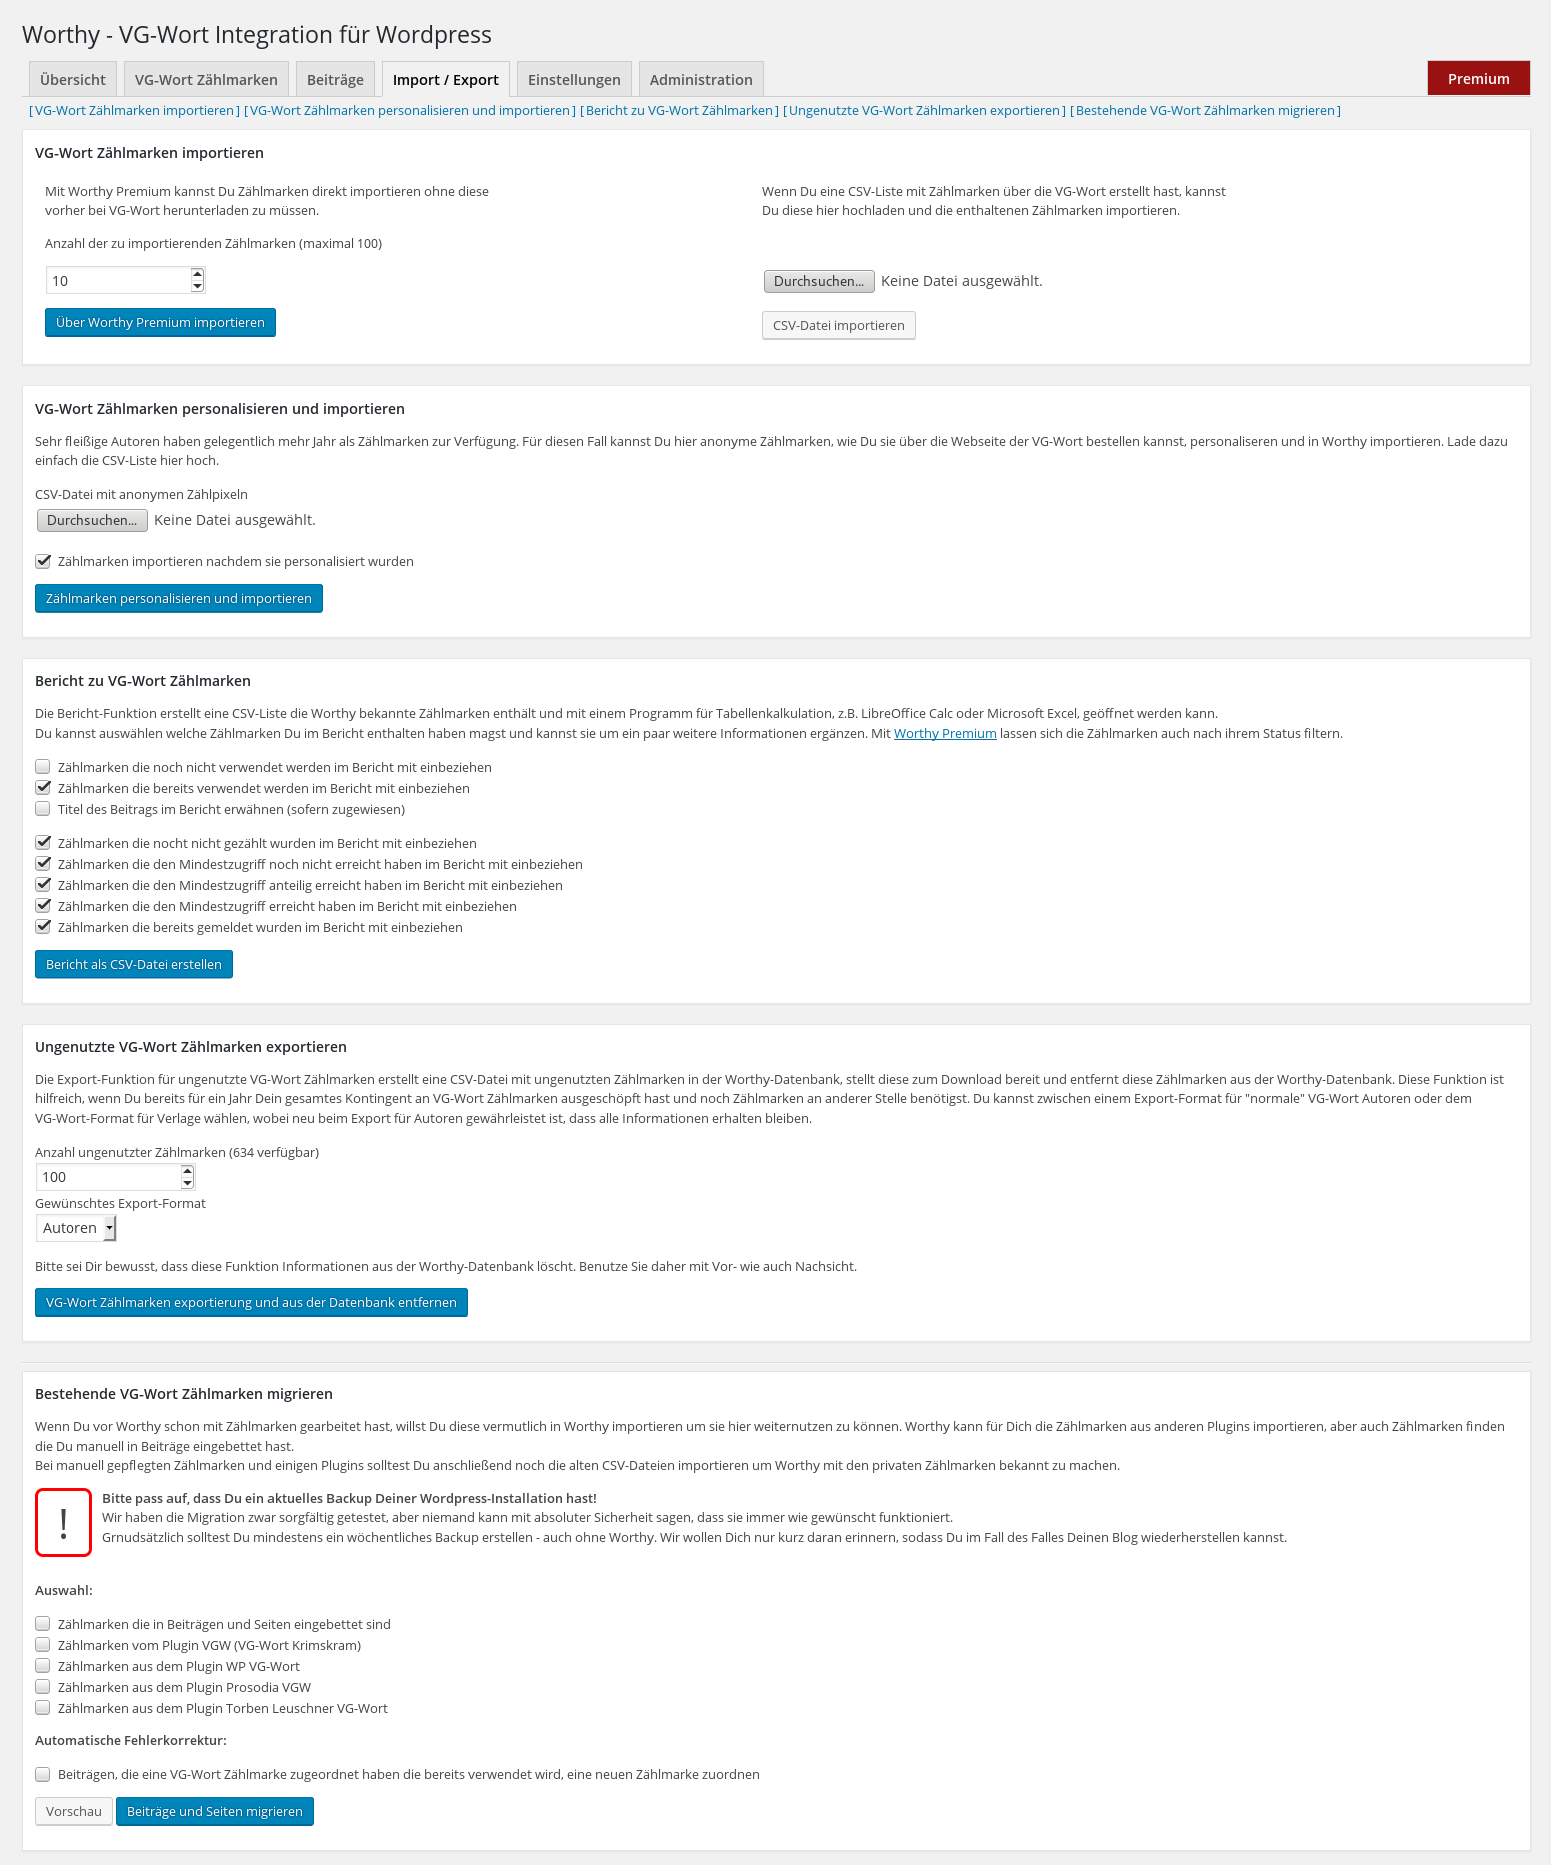 Worthy - VG-Wort Integration für Wordpress
Übersicht VG-Wort Zählmarken Beiträge Import / Export Einstellungen Administration Premium
[ VG-Wort Zählmarken importieren ] [ VG-Wort Zählmarken personalisieren und importieren ] [ Bericht zu VG-Wort Zählmarken ] [ Ungenutzte VG-Wort Zählmarken exportieren ] [ Bestehende VG-Wort Zählmarken migrieren ]
VG-Wort Zählmarken importieren
Mit Worthy Premium kannst Du Zählmarken direkt importieren ohne diese
vorher bei VG-Wort herunterladen zu müssen.
Anzahl der zu importierenden Zählmarken (maximal 100)
10
Über Worthy Premium importieren
Wenn Du eine CSV-Liste mit Zählmarken über die VG-Wort erstellt hast, kannst
Du diese hier hochladen und die enthaltenen Zählmarken importieren.
Durchsuchen... Keine Datei ausgewählt.
CSV-Datei importieren
VG-Wort Zählmarken personalisieren und importieren
Sehr fleißige Autoren haben gelegentlich mehr Jahr als Zählmarken zur Verfügung. Für diesen Fall kannst Du hier anonyme Zählmarken, wie Du sie über die Webseite der VG-Wort bestellen kannst, personaliseren und in Worthy importieren. Lade dazu
einfach die CSV-Liste hier hoch.
CSV-Datei mit anonymen Zählpixeln
Durchsuchen... Keine Datei ausgewählt.
Zählmarken importieren nachdem sie personalisiert wurden
Zählmarken personalisieren und importieren
Bericht zu VG-Wort Zählmarken
Die Bericht-Funktion erstellt eine CSV-Liste die Worthy bekannte Zählmarken enthält und mit einem Programm für Tabellenkalkulation, z.B. LibreOffice Calc oder Microsoft Excel, geöffnet werden kann.
Du kannst auswählen welche Zählmarken Du im Bericht enthalten haben magst und kannst sie um ein paar weitere Informationen ergänzen. Mit Worthy Premium lassen sich die Zählmarken auch nach ihrem Status filtern.
Zählmarken die noch nicht verwendet werden im Bericht mit einbeziehen
Zählmarken die bereits verwendet werden im Bericht mit einbeziehen
Titel des Beitrags im Bericht erwähnen (sofern zugewiesen)
Zählmarken die nocht nicht gezählt wurden im Bericht mit einbeziehen
Zählmarken die den Mindestzugriff noch nicht erreicht haben im Bericht mit einbeziehen
Zählmarken die den Mindestzugriff anteilig erreicht haben im Bericht mit einbeziehen
Zählmarken die den Mindestzugriff erreicht haben im Bericht mit einbeziehen
Zählmarken die bereits gemeldet wurden im Bericht mit einbeziehen
Bericht als CSV-Datei erstellen
Ungenutzte VG-Wort Zählmarken exportieren
Die Export-Funktion für ungenutzte VG-Wort Zählmarken erstellt eine CSV-Datei mit ungenutzten Zählmarken in der Worthy-Datenbank, stellt diese zum Download bereit und entfernt diese Zählmarken aus der Worthy-Datenbank. Diese Funktion ist
hilfreich, wenn Du bereits für ein Jahr Dein gesamtes Kontingent an VG-Wort Zählmarken ausgeschöpft hast und noch Zählmarken an anderer Stelle benötigst. Du kannst zwischen einem Export-Format für "normale" VG-Wort Autoren oder dem
VG-Wort-Format für Verlage wählen, wobei neu beim Export für Autoren gewährleistet ist, dass alle Informationen erhalten bleiben.
Anzahl ungenutzter Zählmarken (634 verfügbar)
100
Gewünschtes Export-Format
Autoren
Bitte sei Dir bewusst, dass diese Funktion Informationen aus der Worthy-Datenbank löscht. Benutze Sie daher mit Vor- wie auch Nachsicht.
VG-Wort Zählmarken exportierung und aus der Datenbank entfernen
Bestehende VG-Wort Zählmarken migrieren
Wenn Du vor Worthy schon mit Zählmarken gearbeitet hast, willst Du diese vermutlich in Worthy importieren um sie hier weiternutzen zu können. Worthy kann für Dich die Zählmarken aus anderen Plugins importieren, aber auch Zählmarken finden
die Du manuell in Beiträge eingebettet hast.
Bei manuell gepflegten Zählmarken und einigen Plugins solltest Du anschließend noch die alten CSV-Dateien importieren um Worthy mit den privaten Zählmarken bekannt zu machen.
!
Bitte pass auf, dass Du ein aktuelles Backup Deiner Wordpress-Installation hast!
Wir haben die Migration zwar sorgfältig getestet, aber niemand kann mit absoluter Sicherheit sagen, dass sie immer wie gewünscht funktioniert.
Grnudsätzlich solltest Du mindestens ein wöchentliches Backup erstellen - auch ohne Worthy. Wir wollen Dich nur kurz daran erinnern, sodass Du im Fall des Falles Deinen Blog wiederherstellen kannst.
Auswahl:
Zählmarken die in Beiträgen und Seiten eingebettet sind
Zählmarken vom Plugin VGW (VG-Wort Krimskram)
Zählmarken aus dem Plugin WP VG-Wort
Zählmarken aus dem Plugin Prosodia VGW
Zählmarken aus dem Plugin Torben Leuschner VG-Wort
Automatische Fehlerkorrektur:
Beiträgen, die eine VG-Wort Zählmarke zugeordnet haben die bereits verwendet wird, eine neuen Zählmarke zuordnen
Vorschau Beiträge und Seiten migrieren